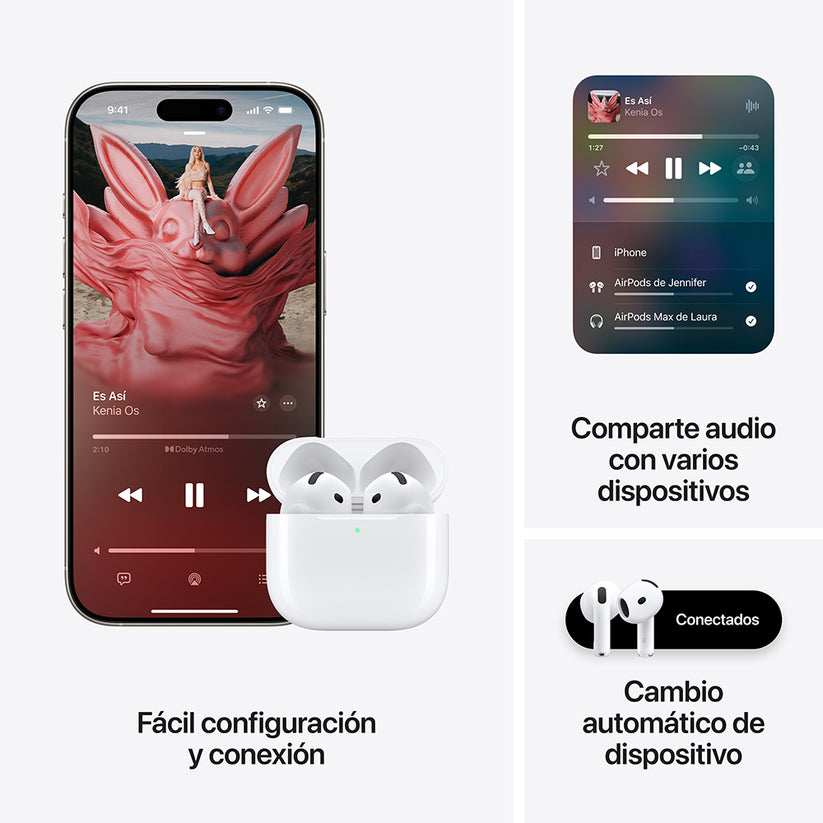 9:41
Es Así
Kenia Os
2:10
Dolby Atmos
Fácil configuración
y conexión
Es Así
Kenia Os
1:27
-0:43
iPhone
AirPods de Jennifer
AirPods Max de Laura
Comparte audio
con varios
dispositivos
Conectados
Cambio
automático de
dispositivo